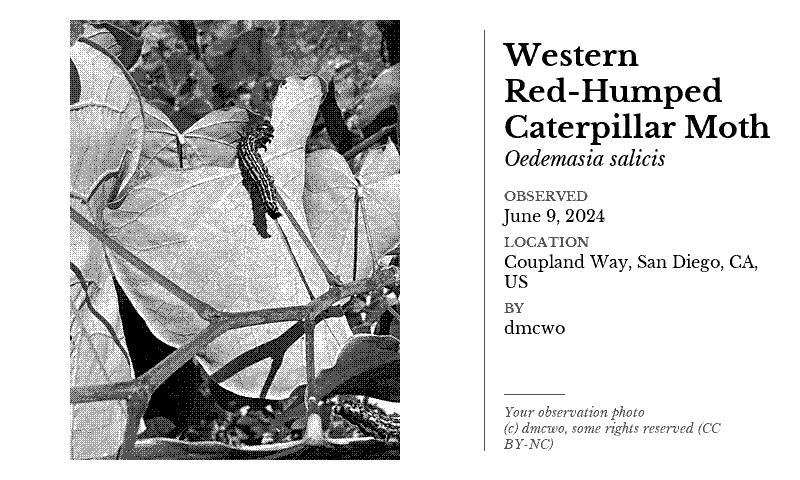 Western
Red-Humped
Caterpillar Moth
Oedemasia salicis
OBSERVED
June 9, 2024
LOCATION
Coupland Way, San Diego, CA,
US
BY
dmcwo
Your observation photo
(c) dmcwo, some rights reserved (CC
BY-NC)